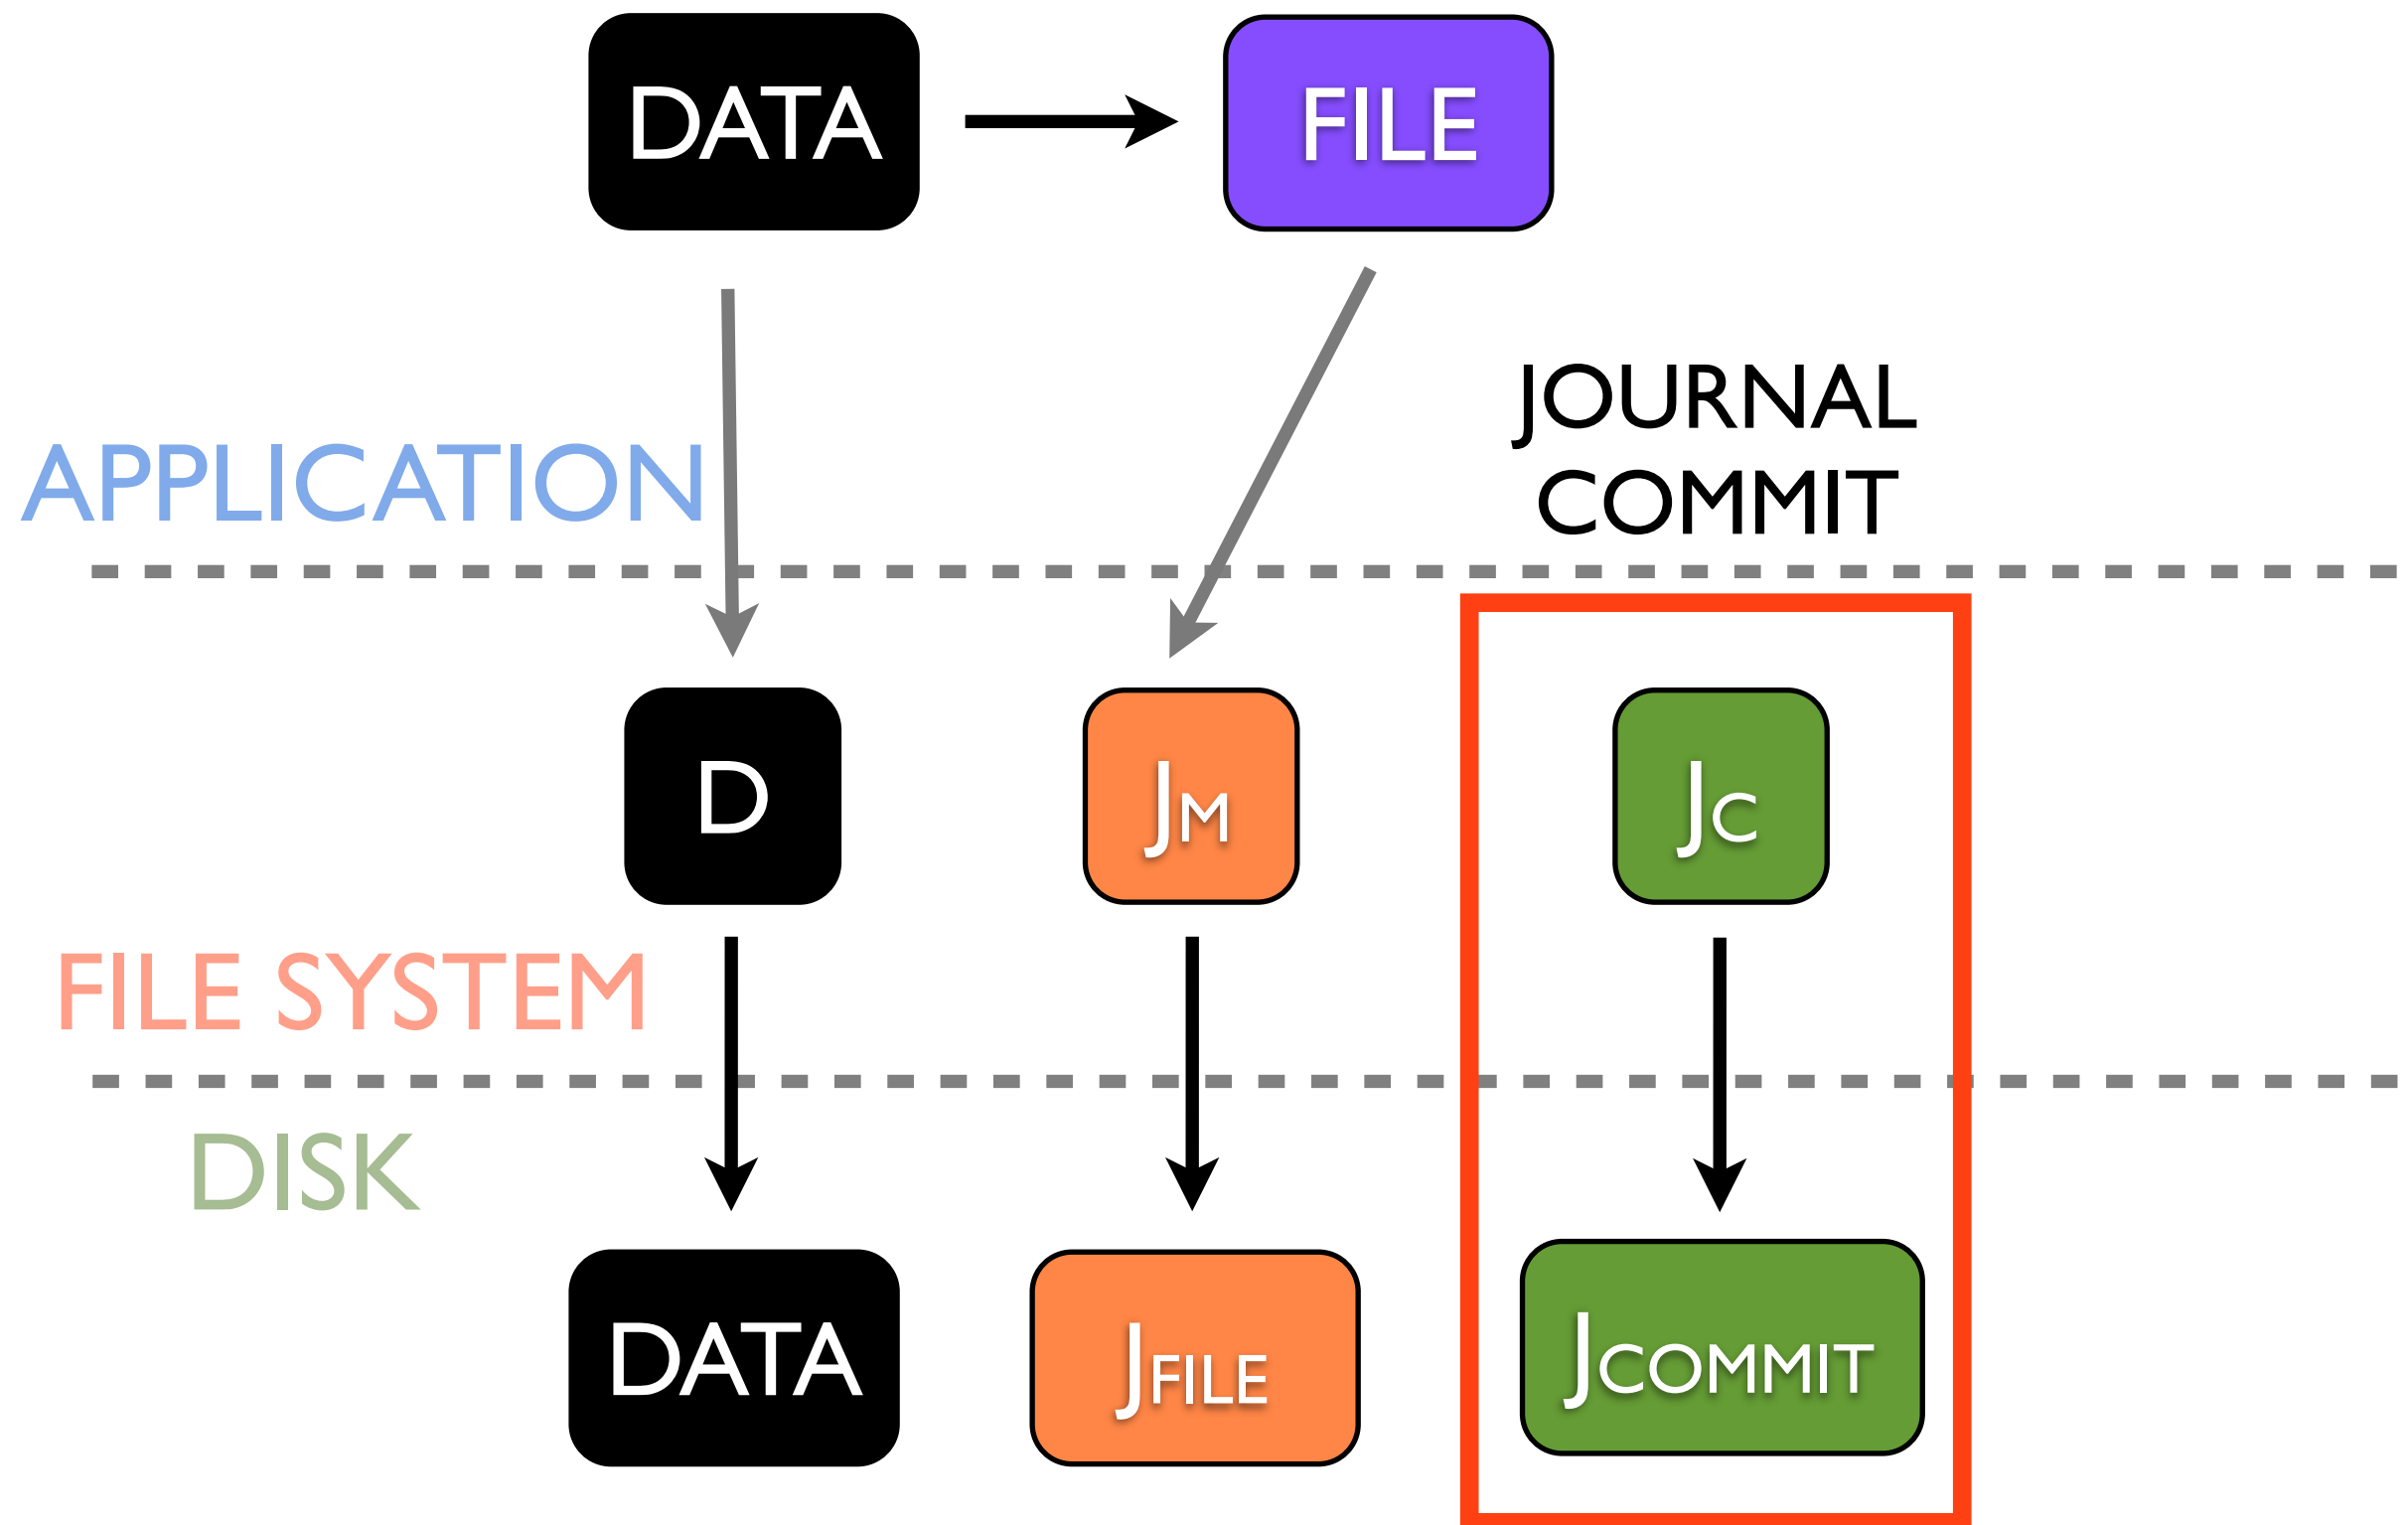 DATA
FILE
JOURNAL
COMMIT
APPLICATION
D
JM
JC
FILE SYSTEM
DISK
DATA
JFILE
JCOMMIT